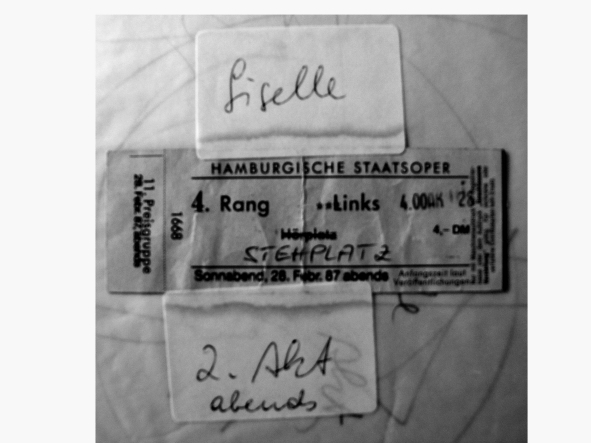 Giselle
HAMBURGISCHE STAATSOPER
11. Preisgruppe
28. Febr. 87, abends
1668
4. Rang **Links 4.00
4,- DM
Hörplatz
STEHPLATZ
Sonnabend, 28. Febr. 87 abends
Anfangszeit laut
Veröffentlichungen
2. Akt
abends